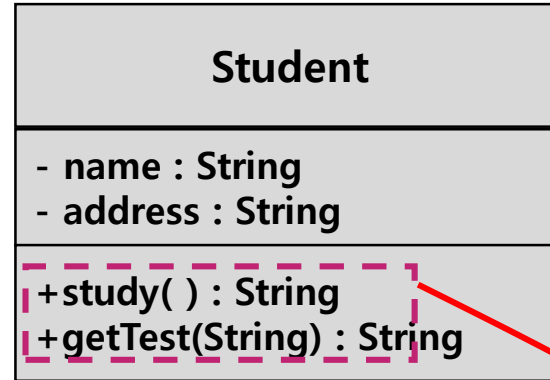 Student
- name : String
- address : String
+study( ) : String
+getTest(String) : String